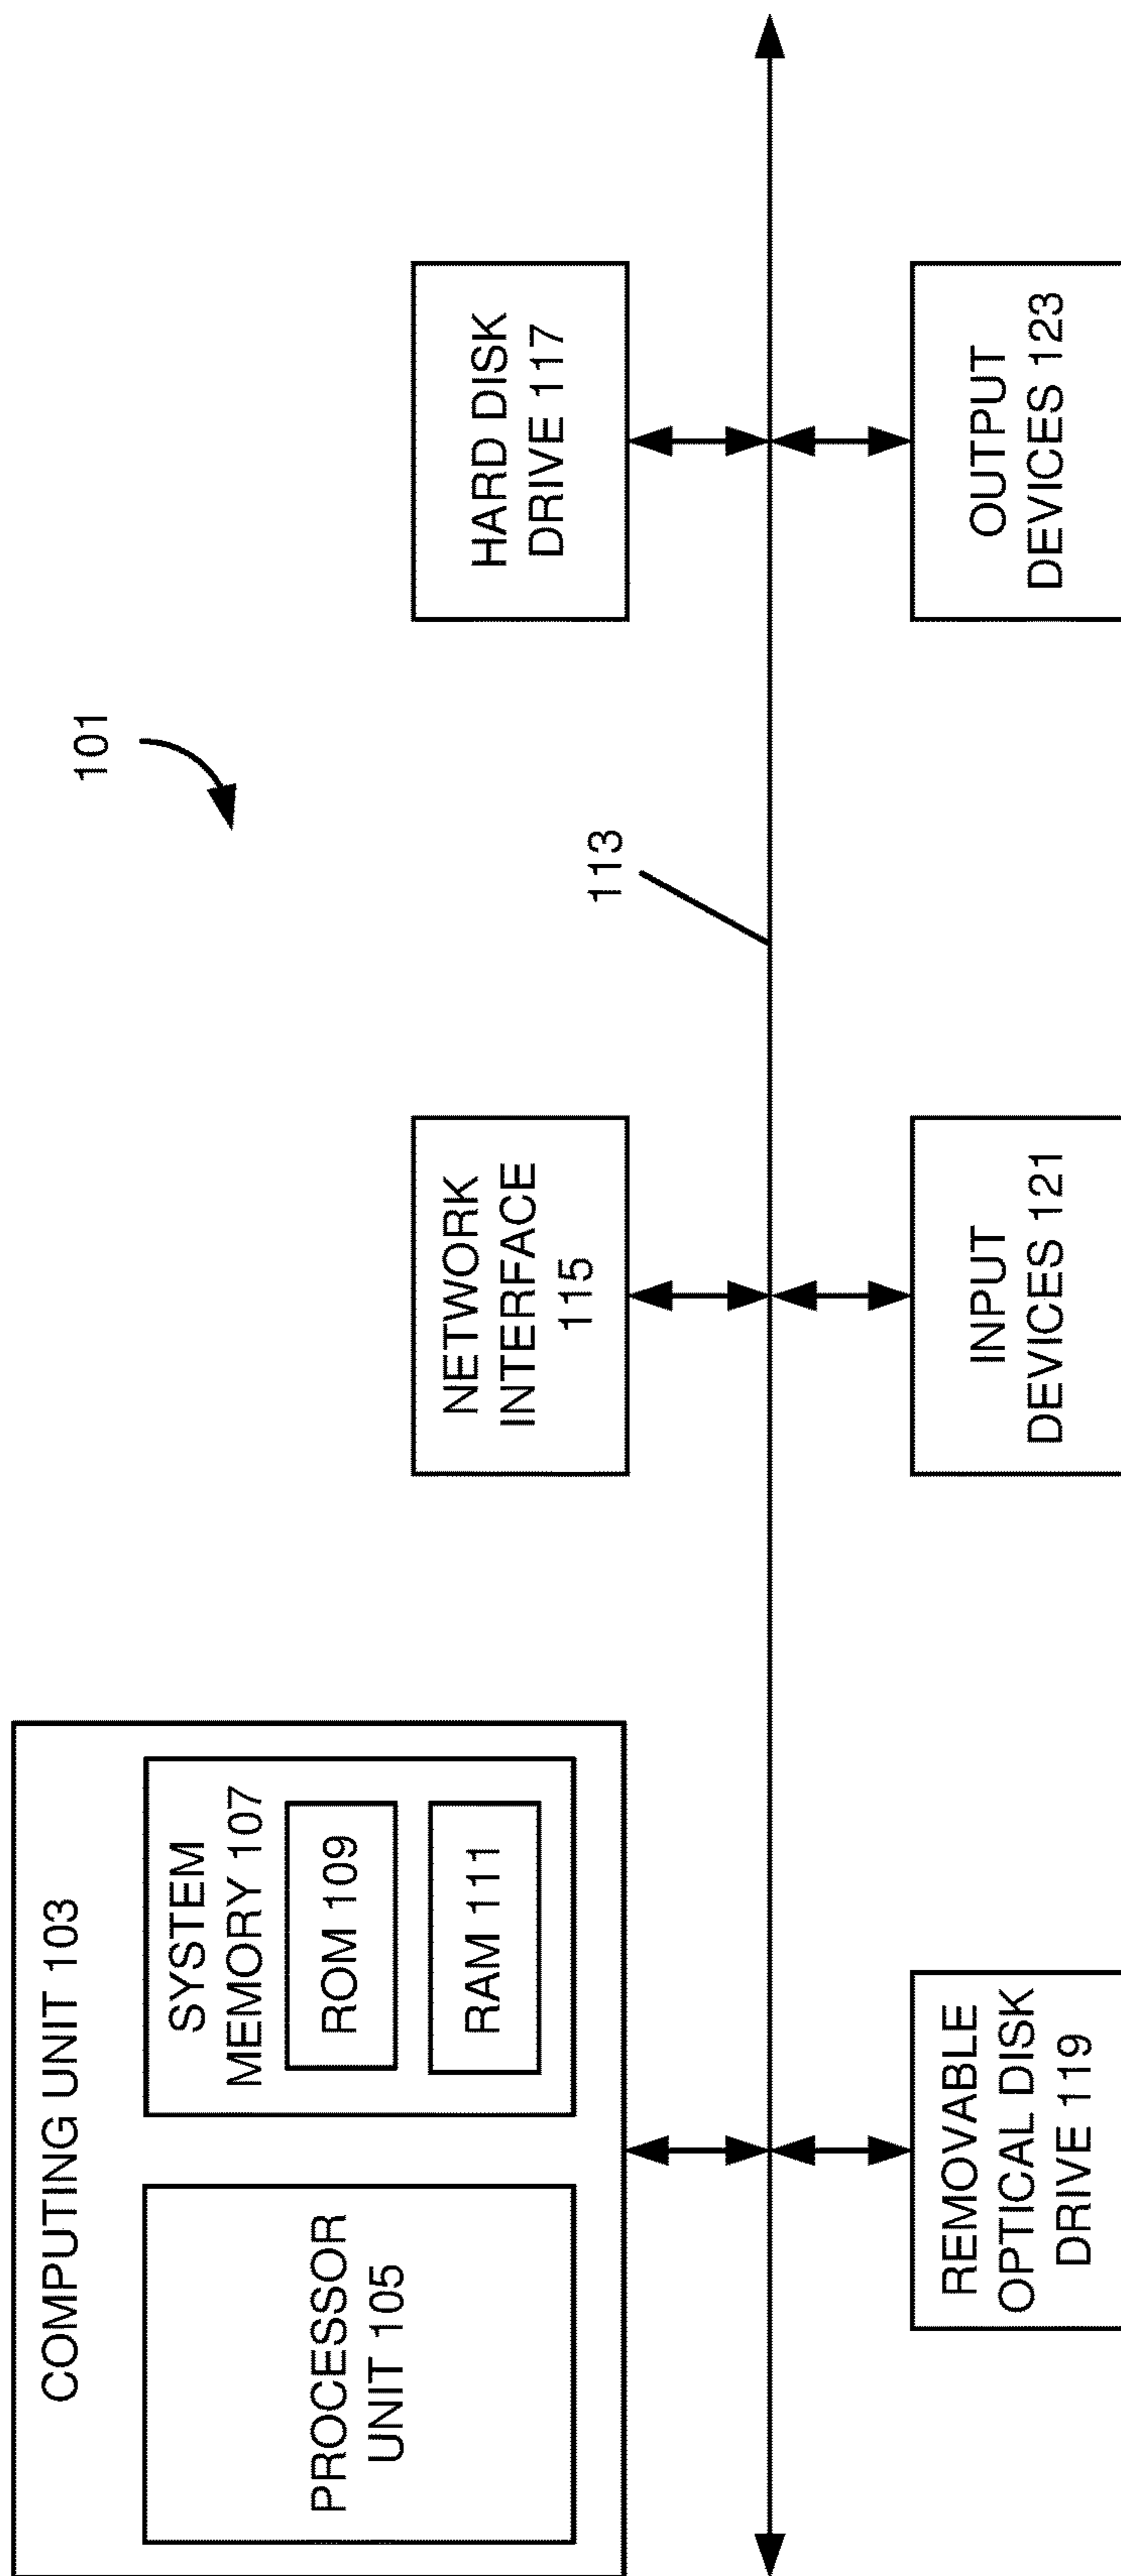 101
COMPUTING UNIT 103
PROCESSOR
UNIT 105
SYSTEM
MEMORY 107
ROM 109
RAM 111
NETWORK
INTERFACE
115
HARD DISK
DRIVE 117
113
REMOVABLE
OPTICAL DISK
DRIVE 119
INPUT
DEVICES 121
OUTPUT
DEVICES 123